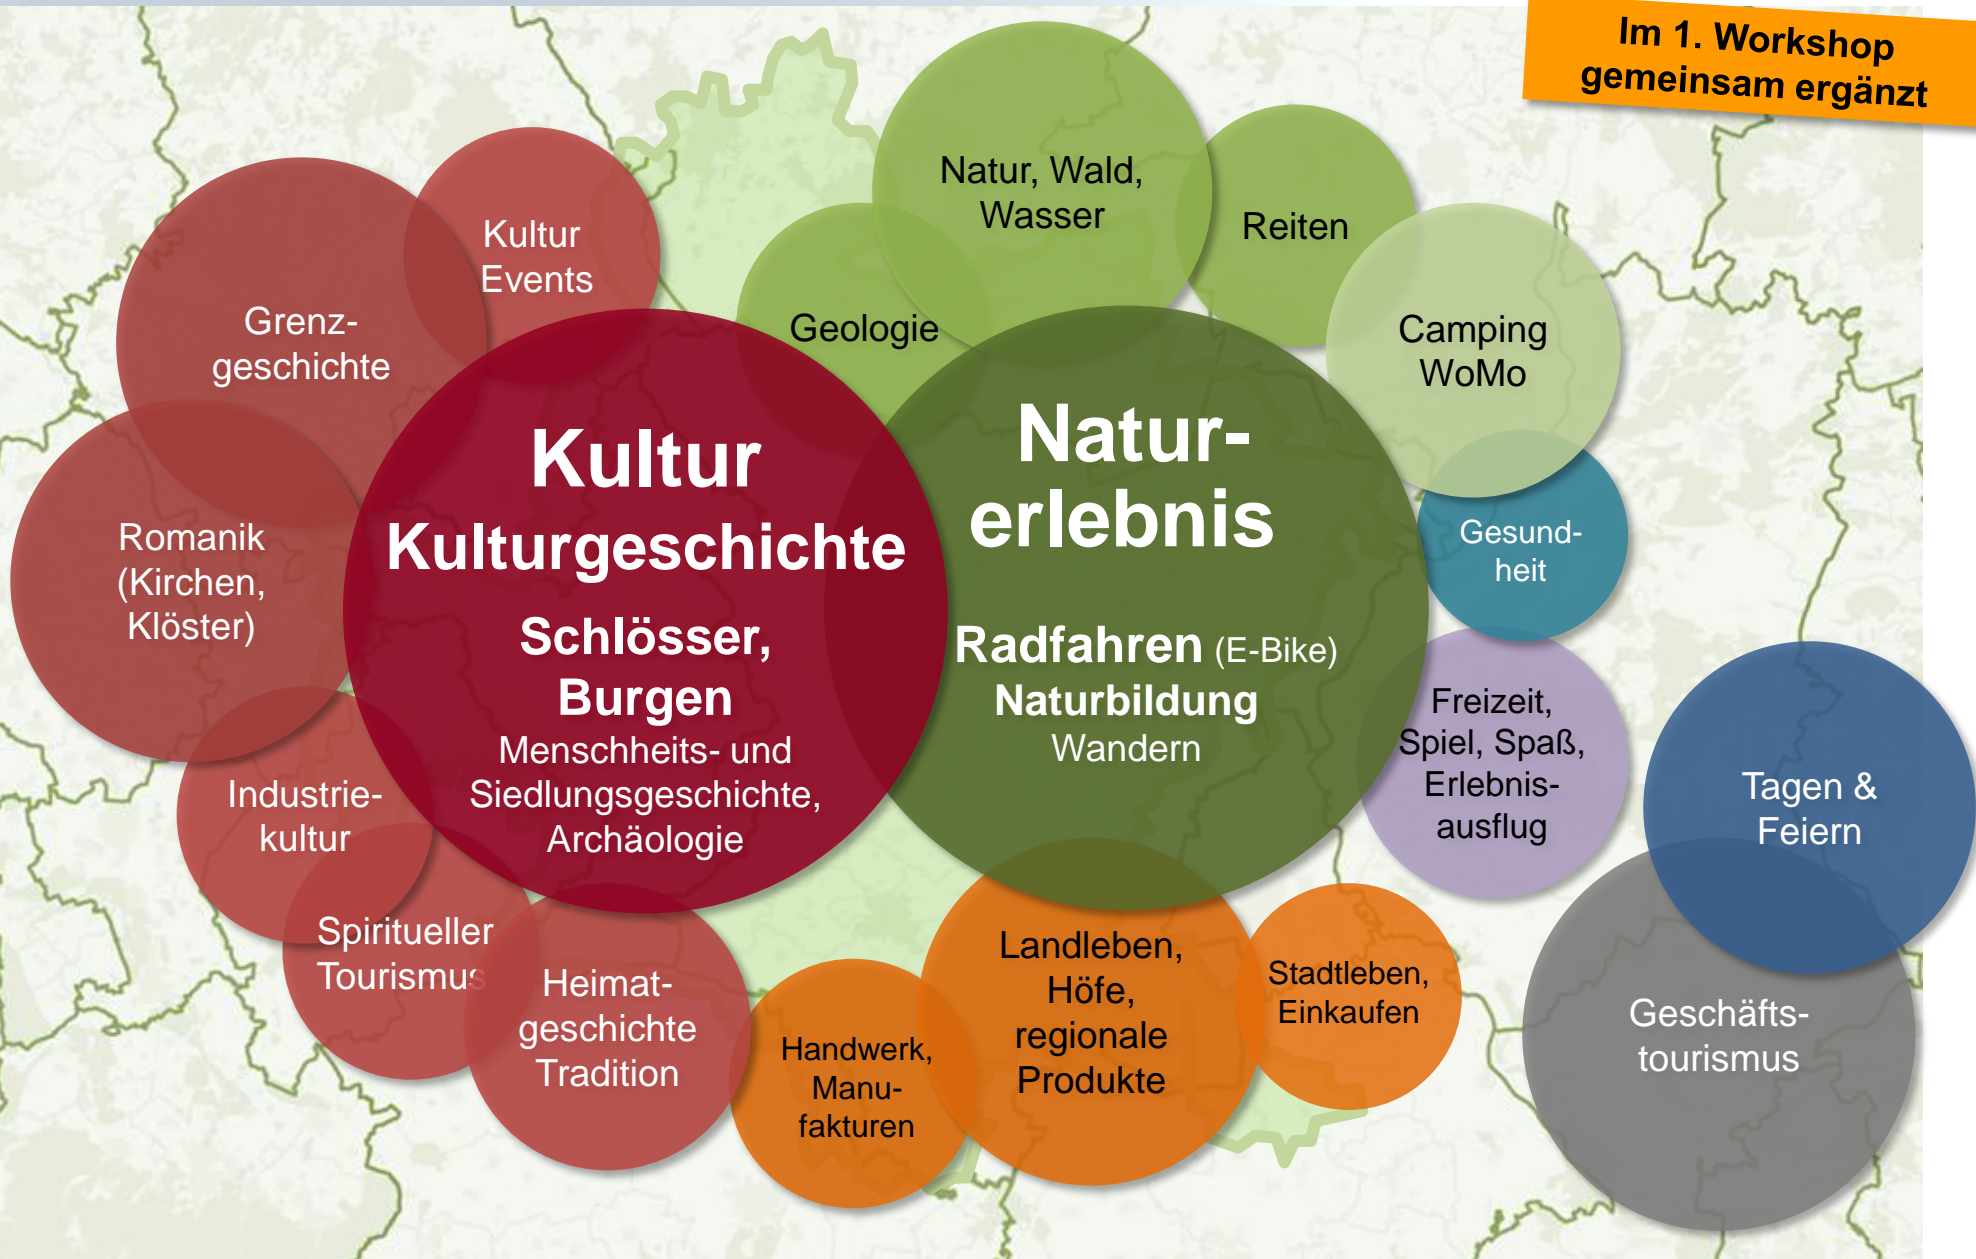 Im 1. Workshop
gemeinsam ergänzt
Natur, Wald,
Wasser
Reiten
Kultur
Events
Geologie
Grenz-
geschichte
Camping
WoMo
Kultur
Kulturgeschichte
Schlösser,
Burgen
Menschheits- und
Siedlungsgeschichte,
Archäologie
Natur-
erlebnis
Radfahren (E-Bike)
Naturbildung
Wandern
Romanik
(Kirchen,
Klöster)
Gesund-
heit
Freizeit,
Spiel, Spaß,
Erlebnis-
ausflug
Tagen &
Feiern
Industrie-
kultur
Spiritueller
Tourismus
Heimat-
geschichte
Tradition
Handwerk,
Manu-
fakturen
Landleben,
Höfe,
regionale
Produkte
Stadtleben,
Einkaufen
Geschäfts-
tourismus